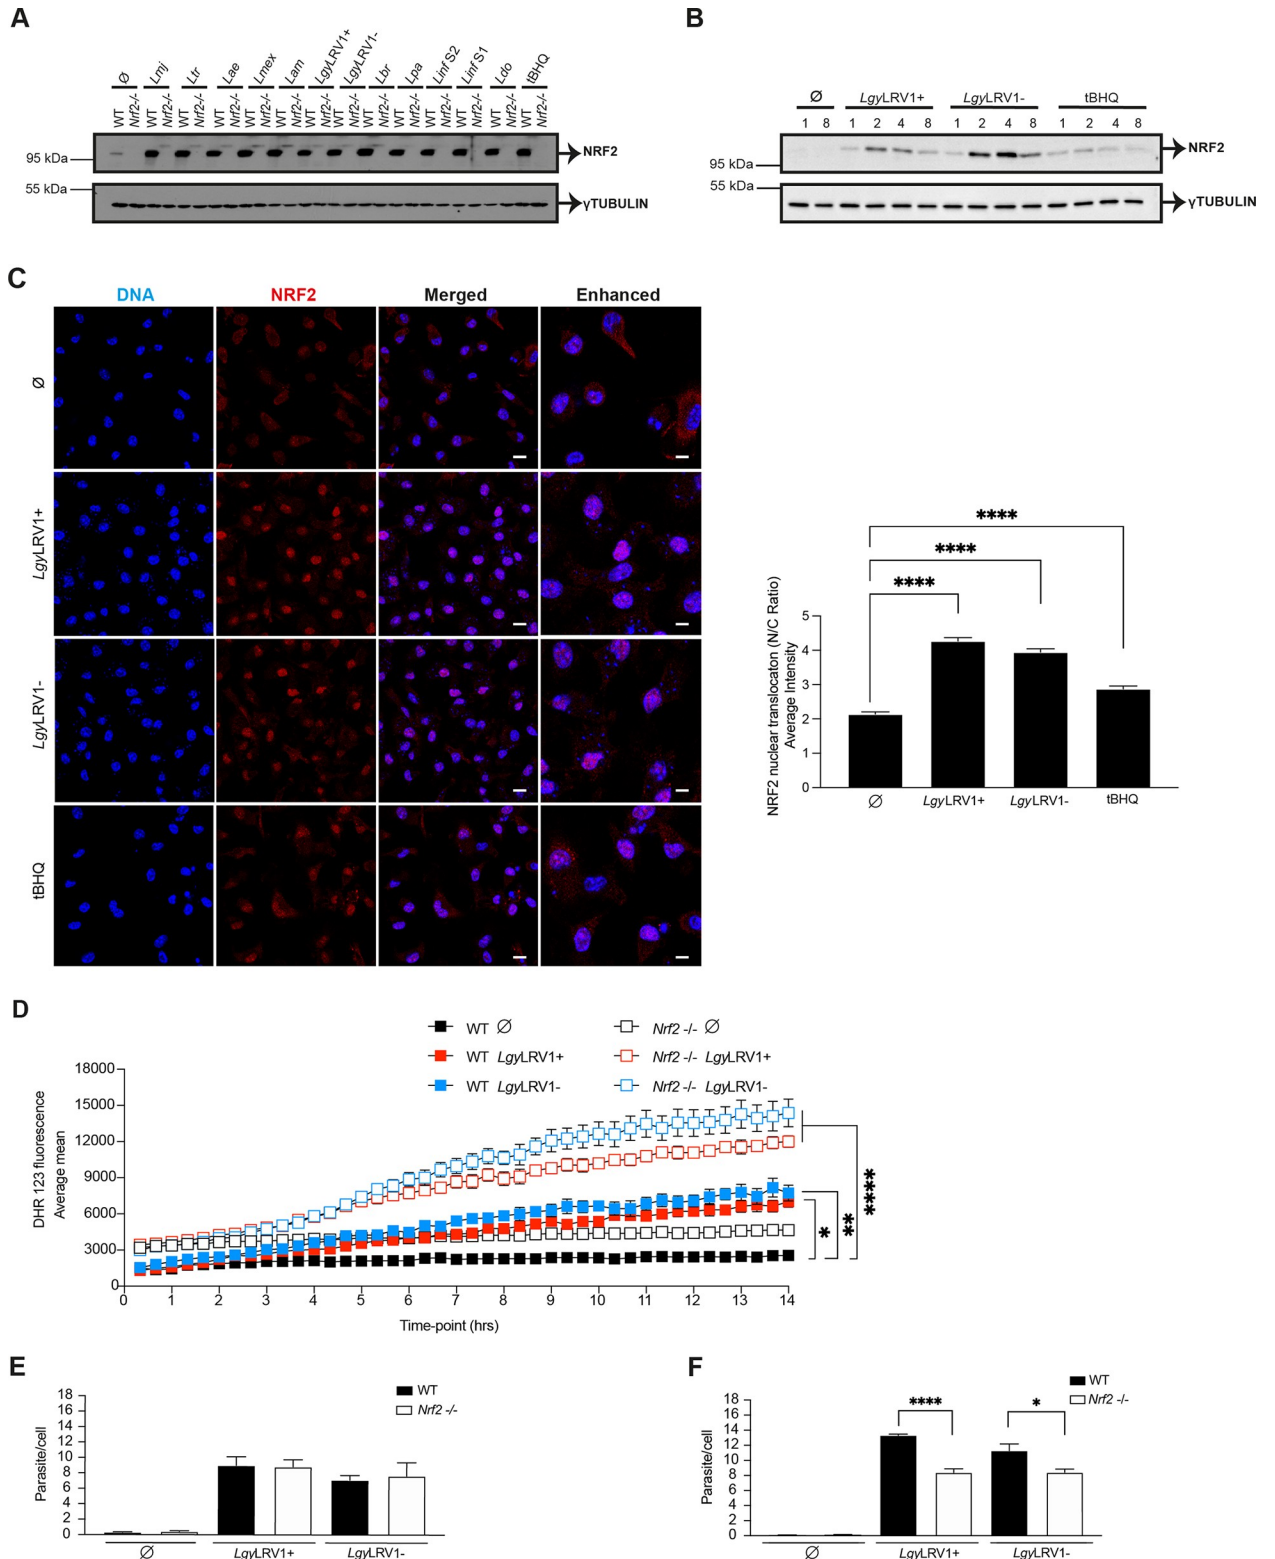 A
Ø Lmj Ltr Lae Lmex Lam LgyLRV1+ LgyLRV1- Lbr Lpa Linf S2 Linf S1 Ldo tBHQ
WT Nrf2-/- WT Nrf2-/- WT Nrf2-/- WT Nrf2-/- WT Nrf2-/- WT Nrf2-/- WT Nrf2-/- WT Nrf2-/- WT Nrf2-/- WT Nrf2-/- WT Nrf2-/- WT Nrf2-/- WT Nrf2-/-
95 kDa NRF2
55 kDa γTUBULIN
B
Ø LgyLRV1+ LgyLRV1- tBHQ
1 8 1 2 4 8 1 2 4 8 1 2 4 8
95 kDa NRF2
55 kDa γTUBULIN
C
DNA NRF2 Merged Enhanced
Ø
LgyLRV1+
LgyLRV1-
tBHQ
****
****
****
NRF2 nuclear translocaton (N/C Ratio)
Average Intensity
5
4
3
2
1
0
Ø LgyLRV1+ LgyLRV1- tBHQ
D
WT Ø Nrf2 -/- Ø
WT LgyLRV1+ Nrf2 -/- LgyLRV1+
WT LgyLRV1- Nrf2 -/- LgyLRV1-
DHR 123 fluorescence
Average mean
18000
15000
12000
9000
6000
3000
0
0 1 2 3 4 5 6 7 8 9 10 11 12 13 14
Time-point (hrs)
*
**
****
E
WT
Nrf2 -/-
Parasite/cell
18
16
14
12
10
8
6
4
2
0
Ø LgyLRV1+ LgyLRV1-
F
WT
Nrf2 -/-
**** *
Parasite/cell
18
16
14
12
10
8
6
4
2
0
Ø LgyLRV1+ LgyLRV1-